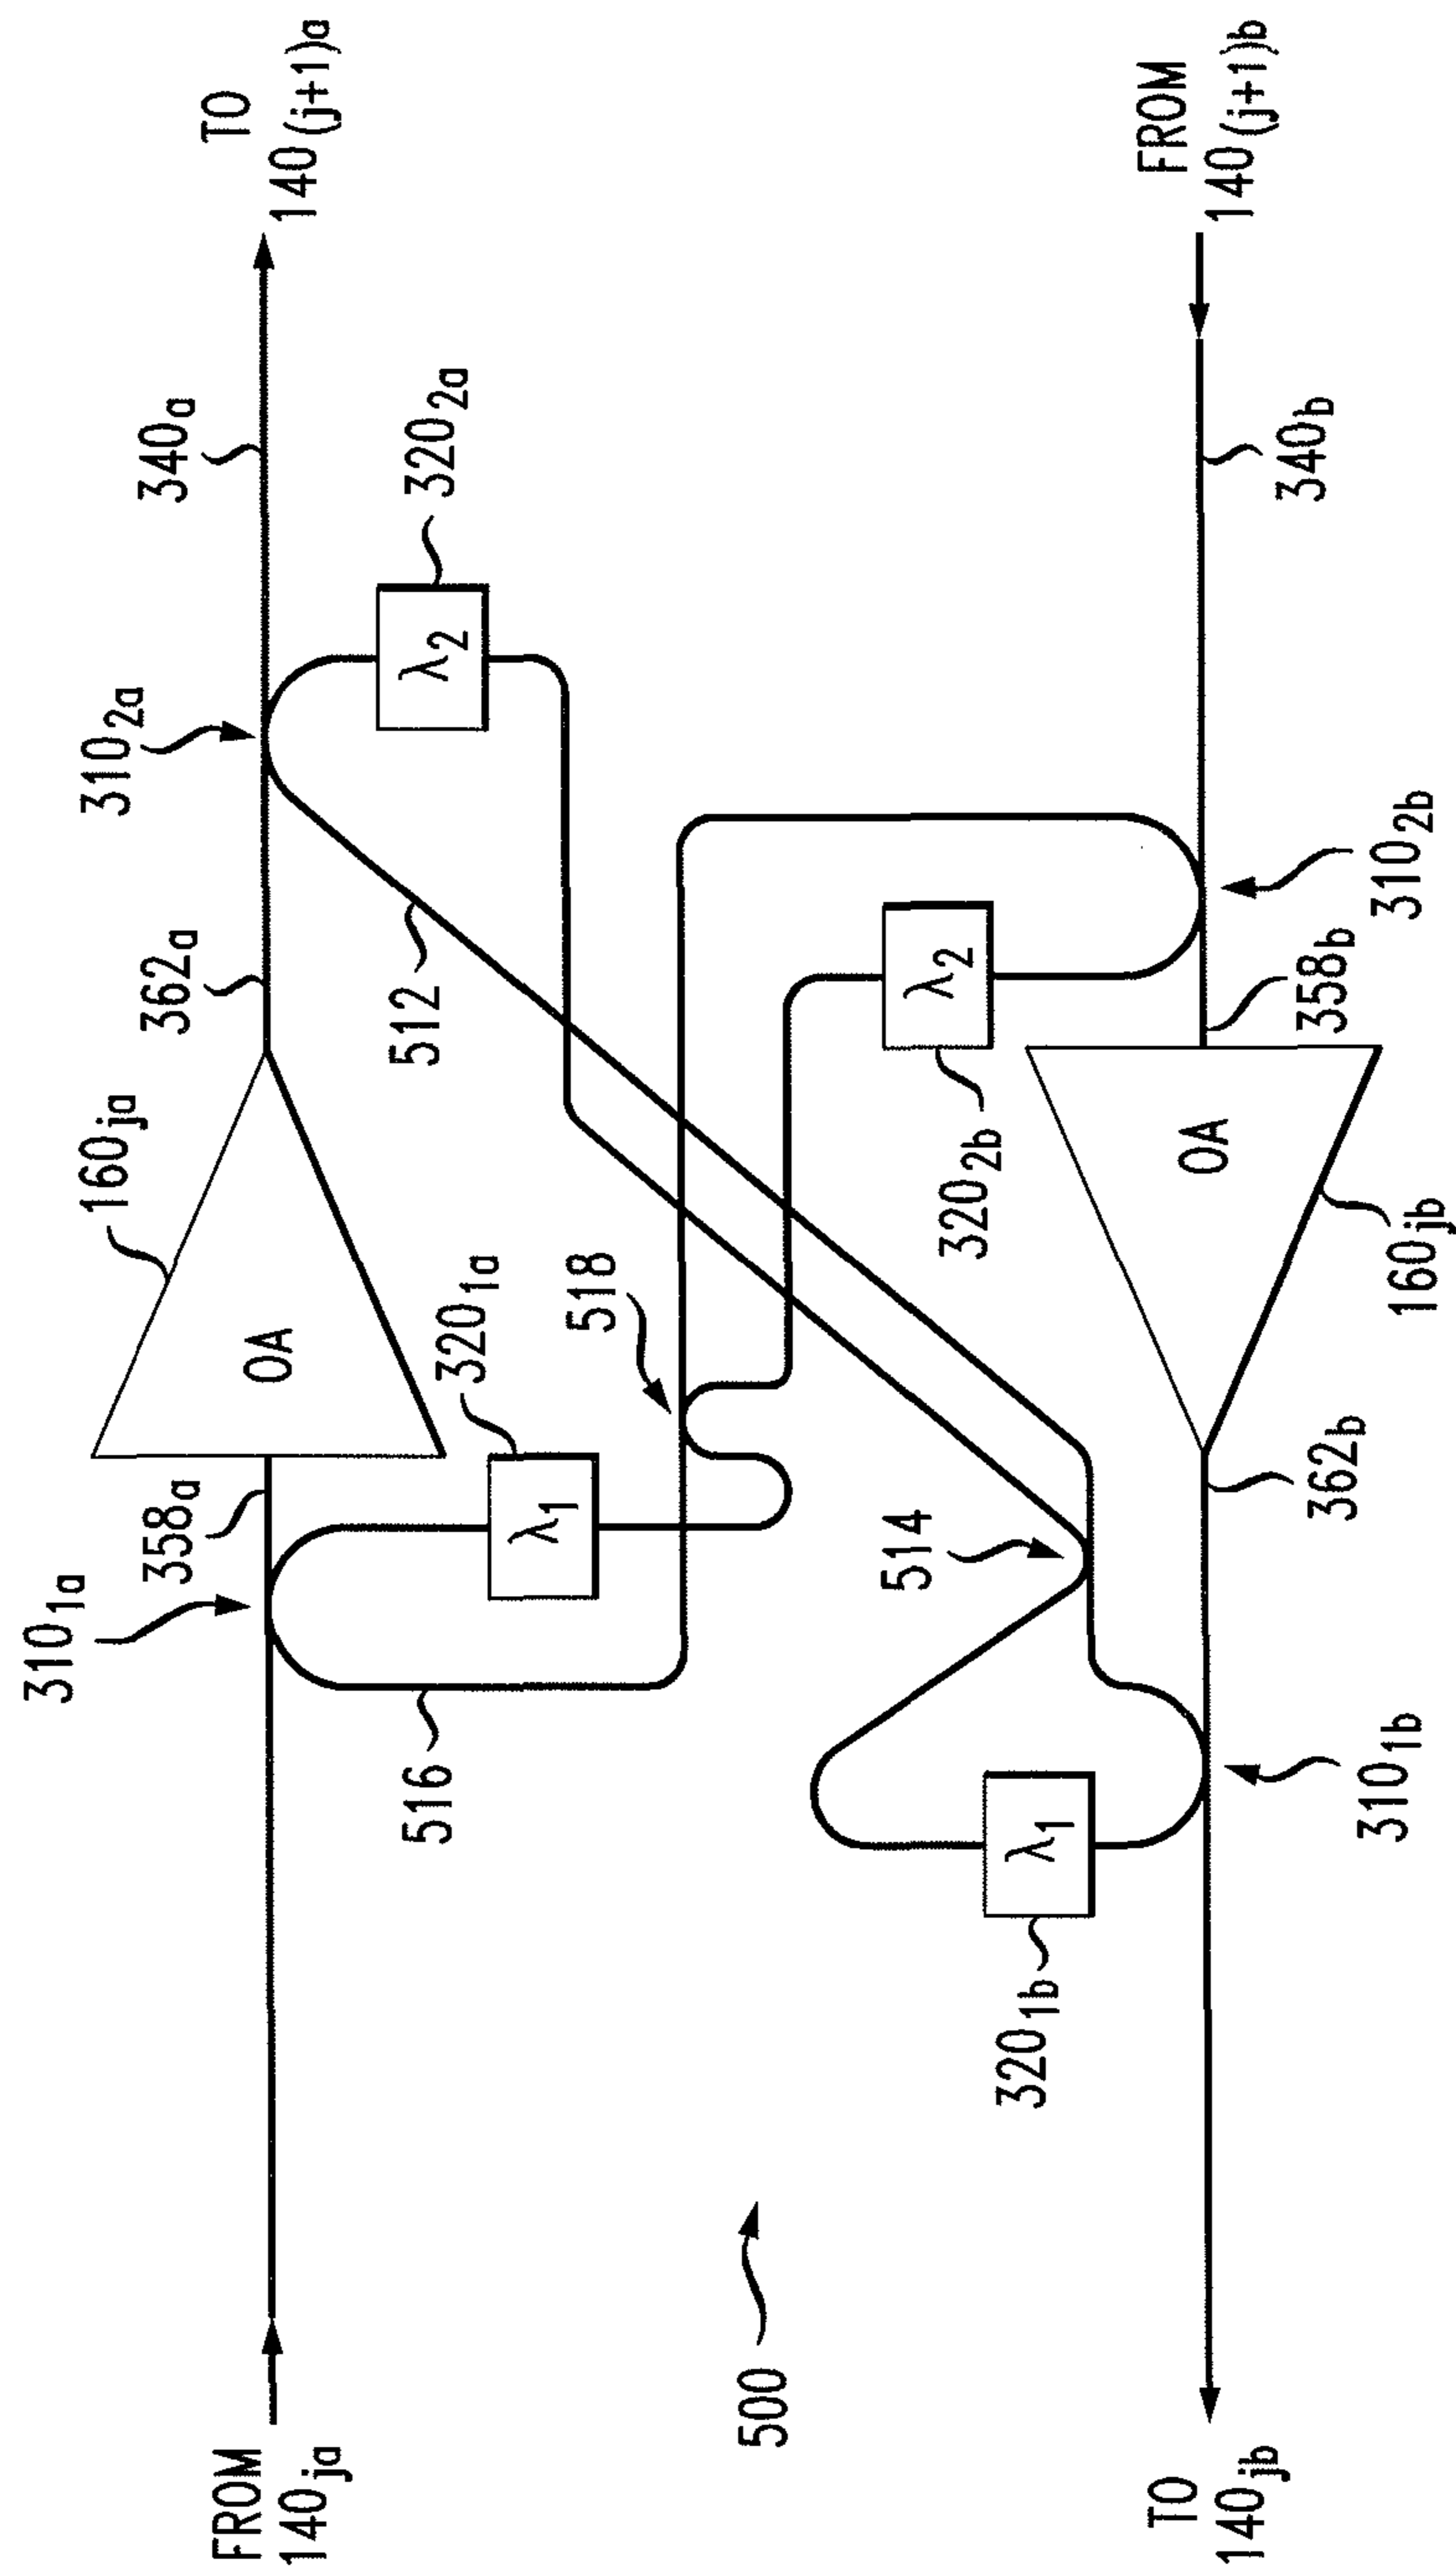 FROM
140ja
TO
140(j+1)a
310₁ₐ
358a
160ja
OA
362a
310₂ₐ
340a
320₁ₐ
λ₁
320₂ₐ
λ₂
516
518
512
500
514
320₁b
λ₁
320₂b
λ₂
TO
140jb
FROM
140(j+1)b
310₁b
362b
OA
160jb
358b
310₂b
340b